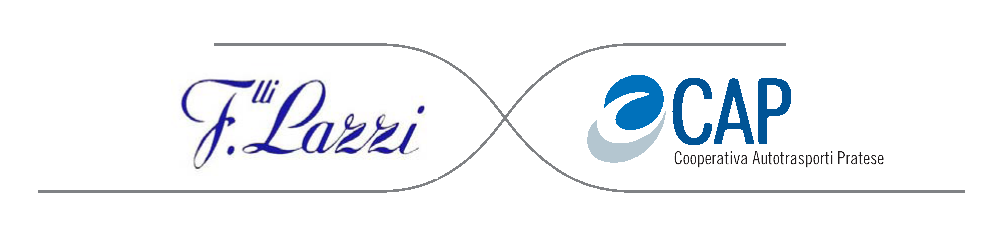 F.lli Lazzi
CAP
Cooperativa Autotrasporti Pratese